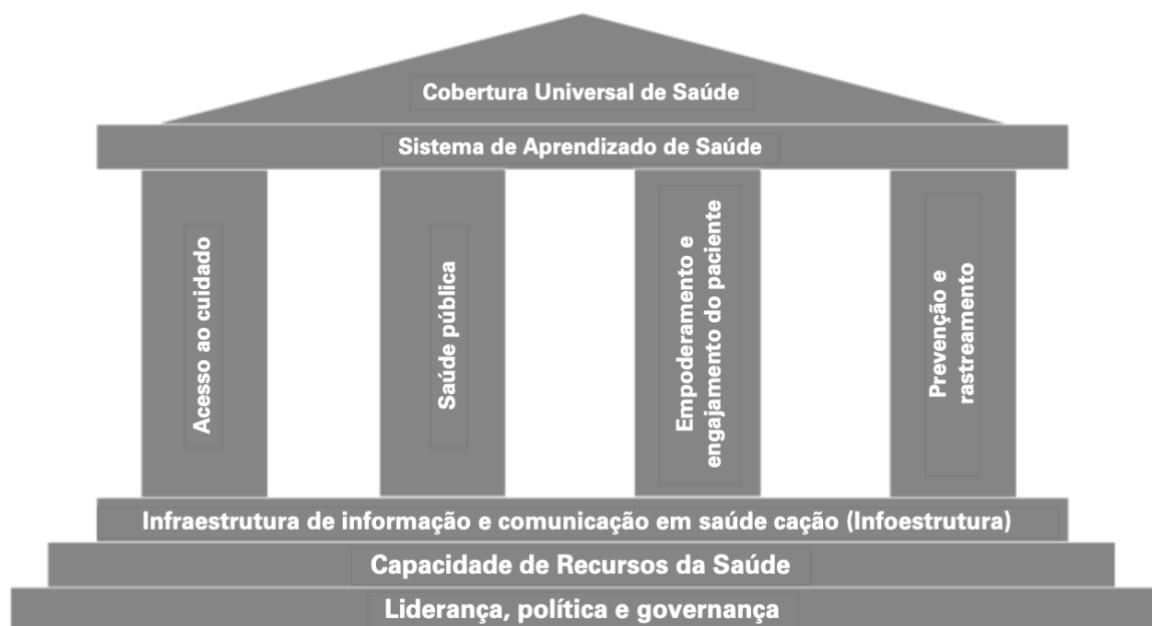 Cobertura Universal de Saúde
Sistema de Aprendizado de Saúde
Acesso ao cuidado
Saúde pública
Empoderamento e
engajamento do paciente
Prevenção e
rastreamento
Infraestrutura de informação e comunicação em saúde cação (Infoestrutura)
Capacidade de Recursos da Saúde
Liderança, política e governança